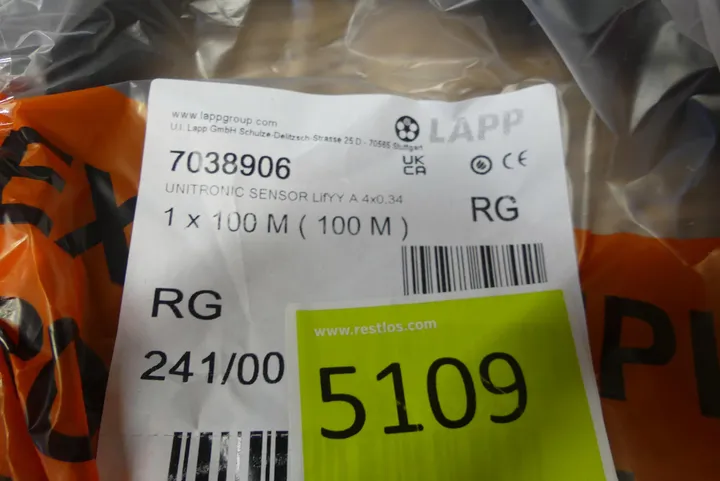 www.lappgroup.com
U.I. Lapp GmbH Schulze-Delitzsch-Strasse 25 D - 70565 Stuttgart
LAPP
7038906
UK
CA
CE
UNITRONIC SENSOR LifYY A 4x0.34
1 x 100 M ( 100 M )
RG
RG
241/00
www.restlos.com
5109